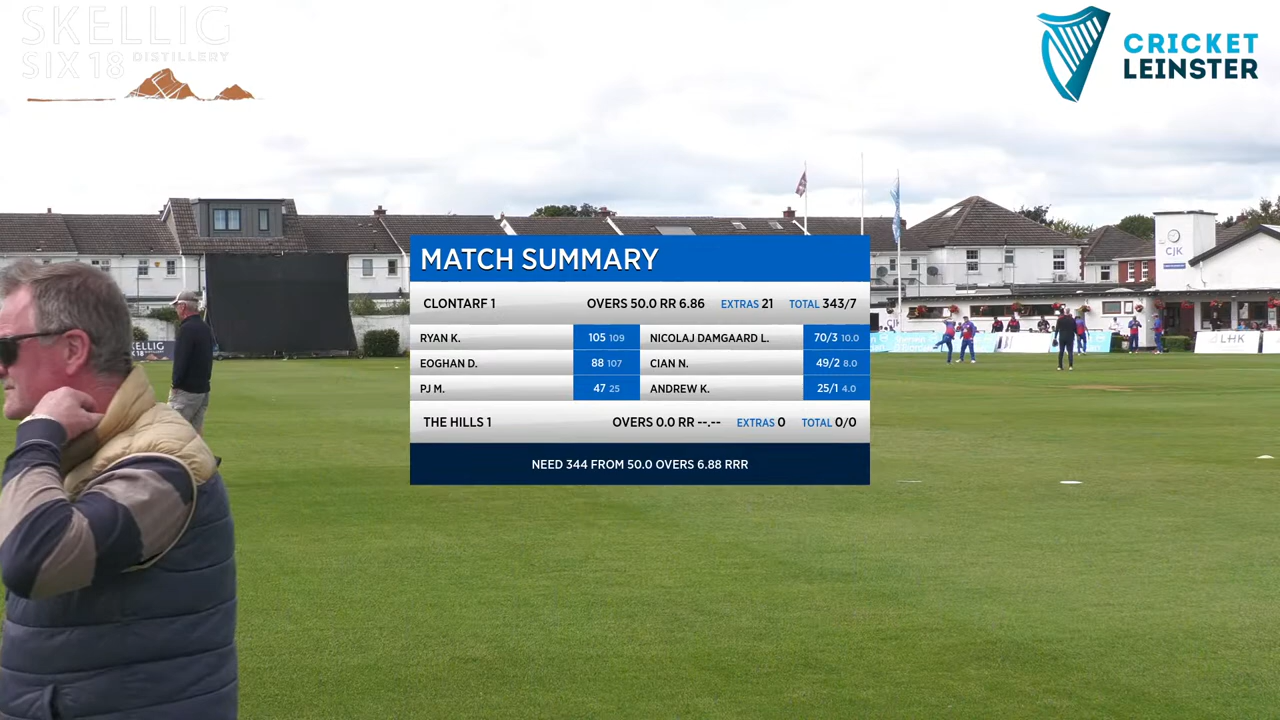 SKELLIG
SIX 18 DISTILLERY
CRICKET
LEINSTER
CJK
LHK
MATCH SUMMARY
CLONTARF 1 OVERS 50.0 RR 6.86 EXTRAS 21 TOTAL 343/7
RYAN K. 105 109 NICOLAJ DAMGAARD L. 70/3 10.0
EOGHAN D. 88 107 CIAN N. 49/2 8.0
PJ M. 47 25 ANDREW K. 25/1 4.0
THE HILLS 1 OVERS 0.0 RR --.-- EXTRAS 0 TOTAL 0/0
NEED 344 FROM 50.0 OVERS 6.88 RRR